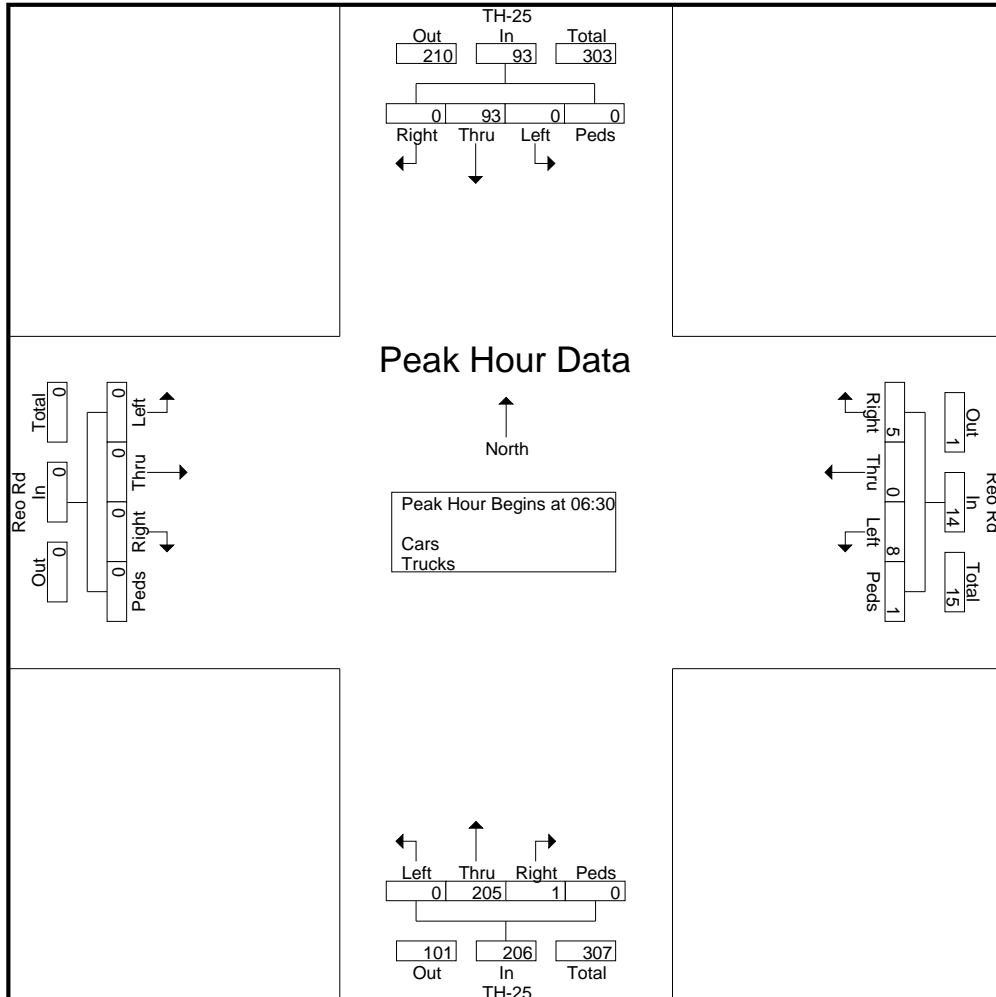 TH-25
Out In Total
210 93 303
0 93 0 0
Right Thru Left Peds
Peak Hour Data
North
Peak Hour Begins at 06:30
Cars
Trucks
Reo Rd
Total In Out
0 0 0
0 0 0 0
Left Thru Right Peds
Right Thru Left Peds
5 0 8 1
Out In Total
1 14 15
Reo Rd
Left Thru Right Peds
0 205 1 0
101 206 307
Out In Total
TH-25